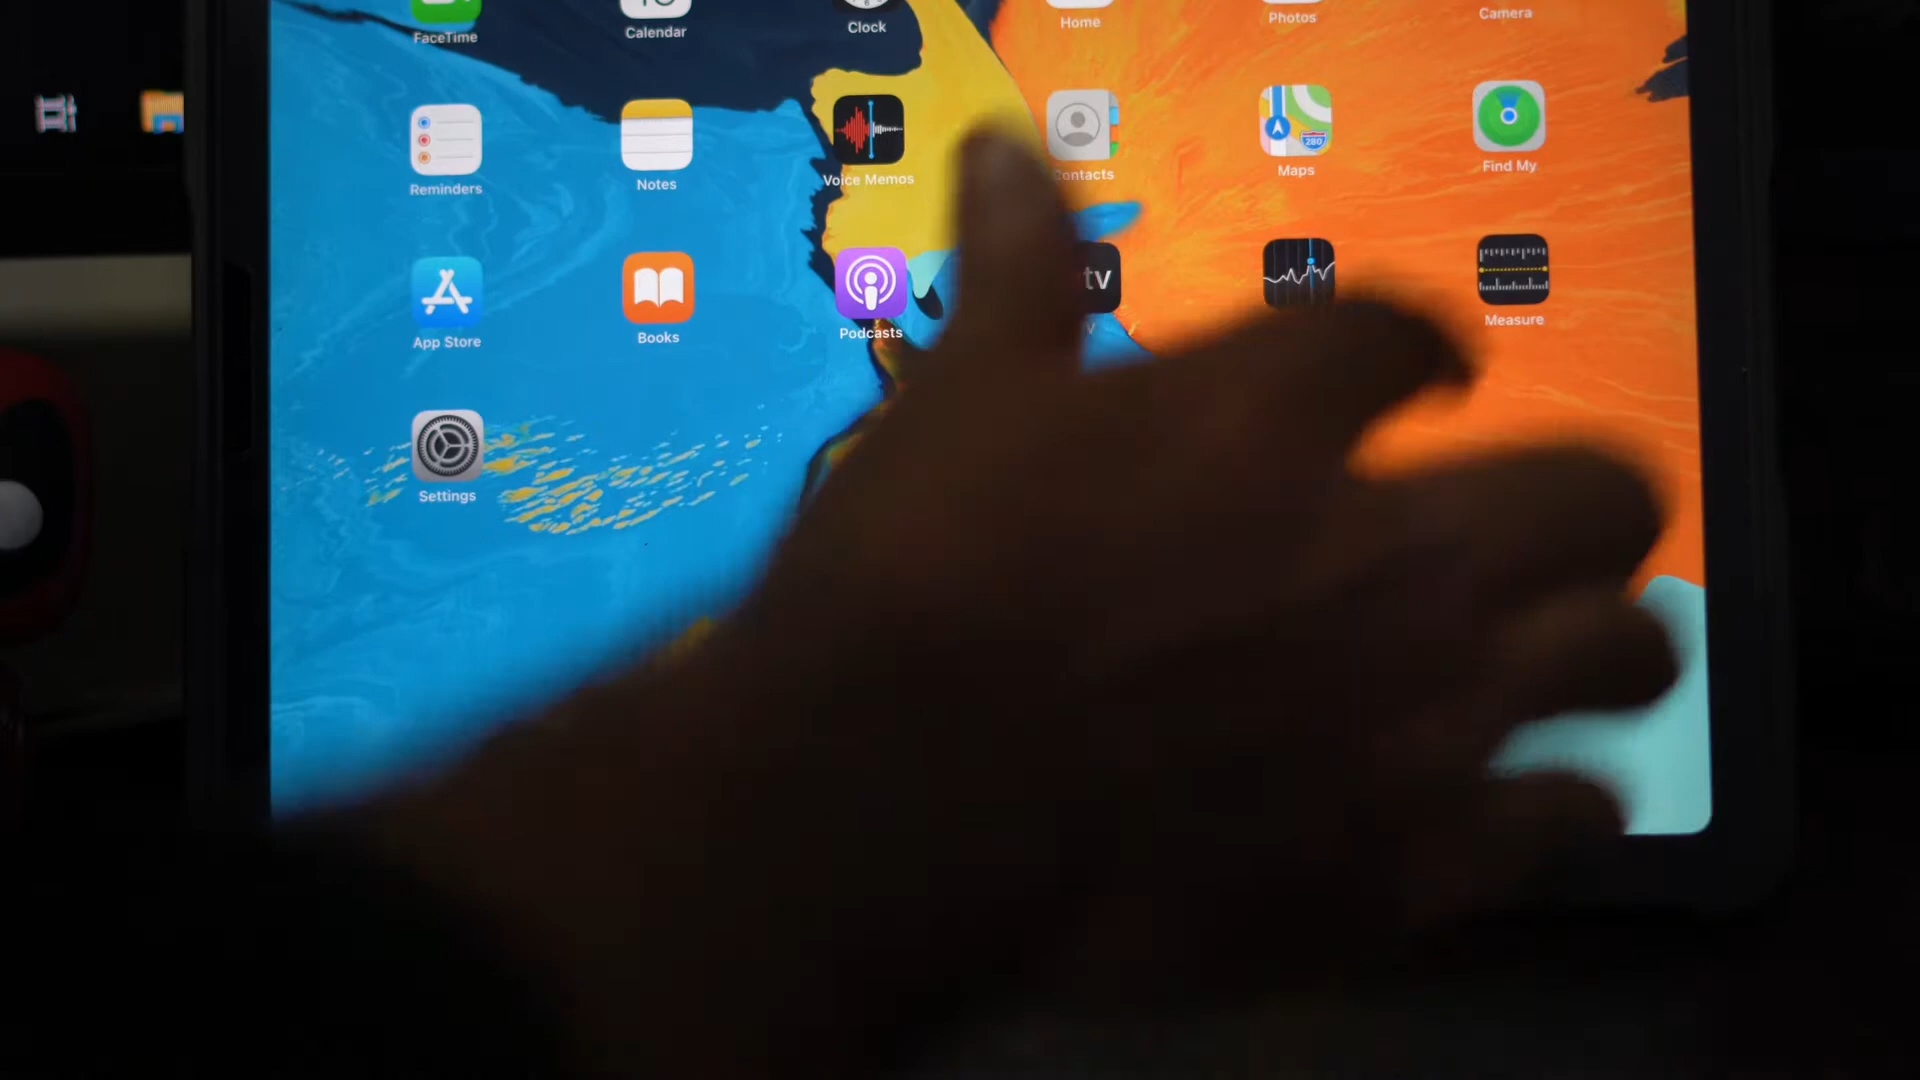 FaceTime
Calendar
Clock
Home
Photos
Camera
Reminders
Notes
Voice Memos
Contacts
Maps
Find My
280
App Store
Books
Podcasts
tv
Measure
Settings